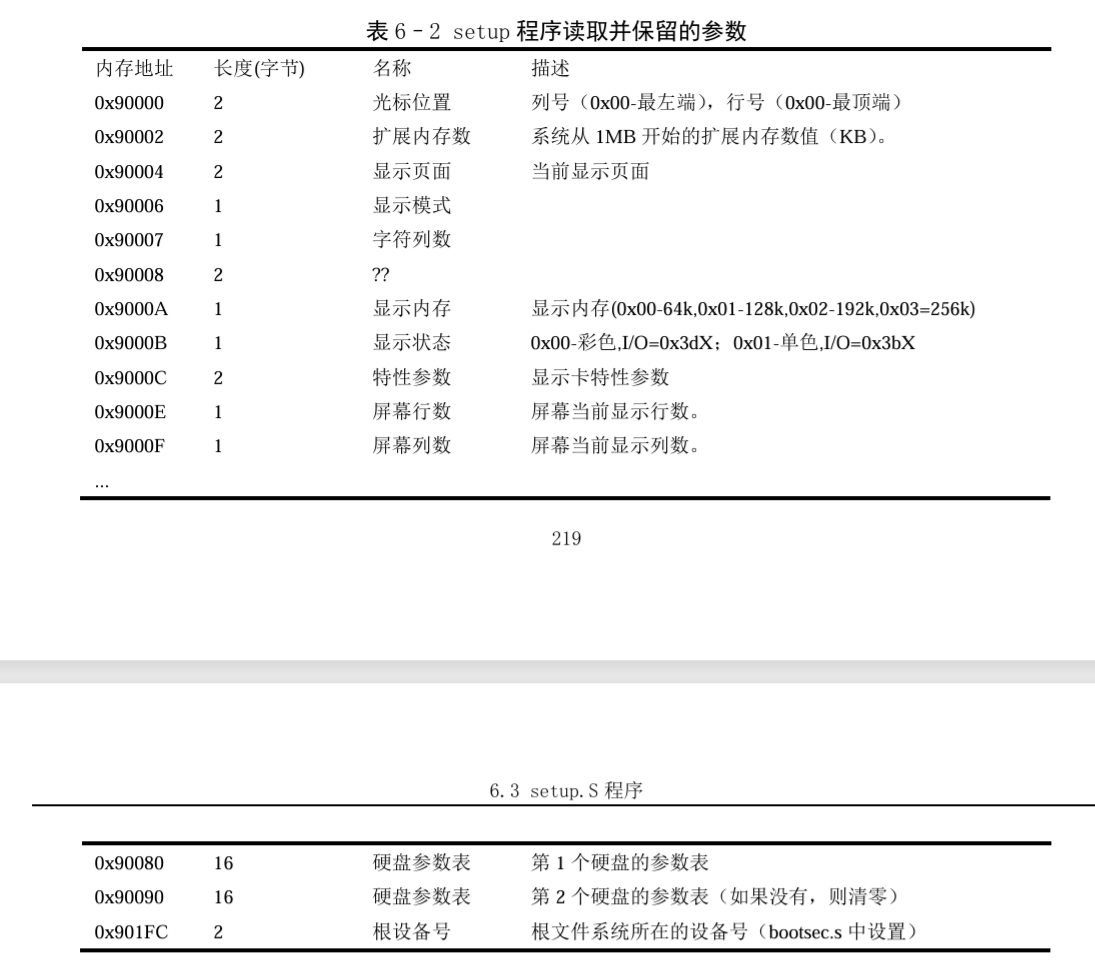 表 6-2 setup 程序读取并保留的参数
内存地址 长度(字节) 名称 描述
0x90000 2 光标位置 列号（0x00-最左端），行号（0x00-最顶端）
0x90002 2 扩展内存数 系统从 1MB 开始的扩展内存数值（KB）。
0x90004 2 显示页面 当前显示页面
0x90006 1 显示模式
0x90007 1 字符列数
0x90008 2 ??
0x9000A 1 显示内存 显示内存(0x00-64k,0x01-128k,0x02-192k,0x03=256k)
0x9000B 1 显示状态 0x00-彩色,I/O=0x3dX；0x01-单色,I/O=0x3bX
0x9000C 2 特性参数 显示卡特性参数
0x9000E 1 屏幕行数 屏幕当前显示行数。
0x9000F 1 屏幕列数 屏幕当前显示列数。
...
219
6.3 setup.S 程序
0x90080 16 硬盘参数表 第 1 个硬盘的参数表
0x90090 16 硬盘参数表 第 2 个硬盘的参数表（如果没有，则清零）
0x901FC 2 根设备号 根文件系统所在的设备号（bootsec.s 中设置）